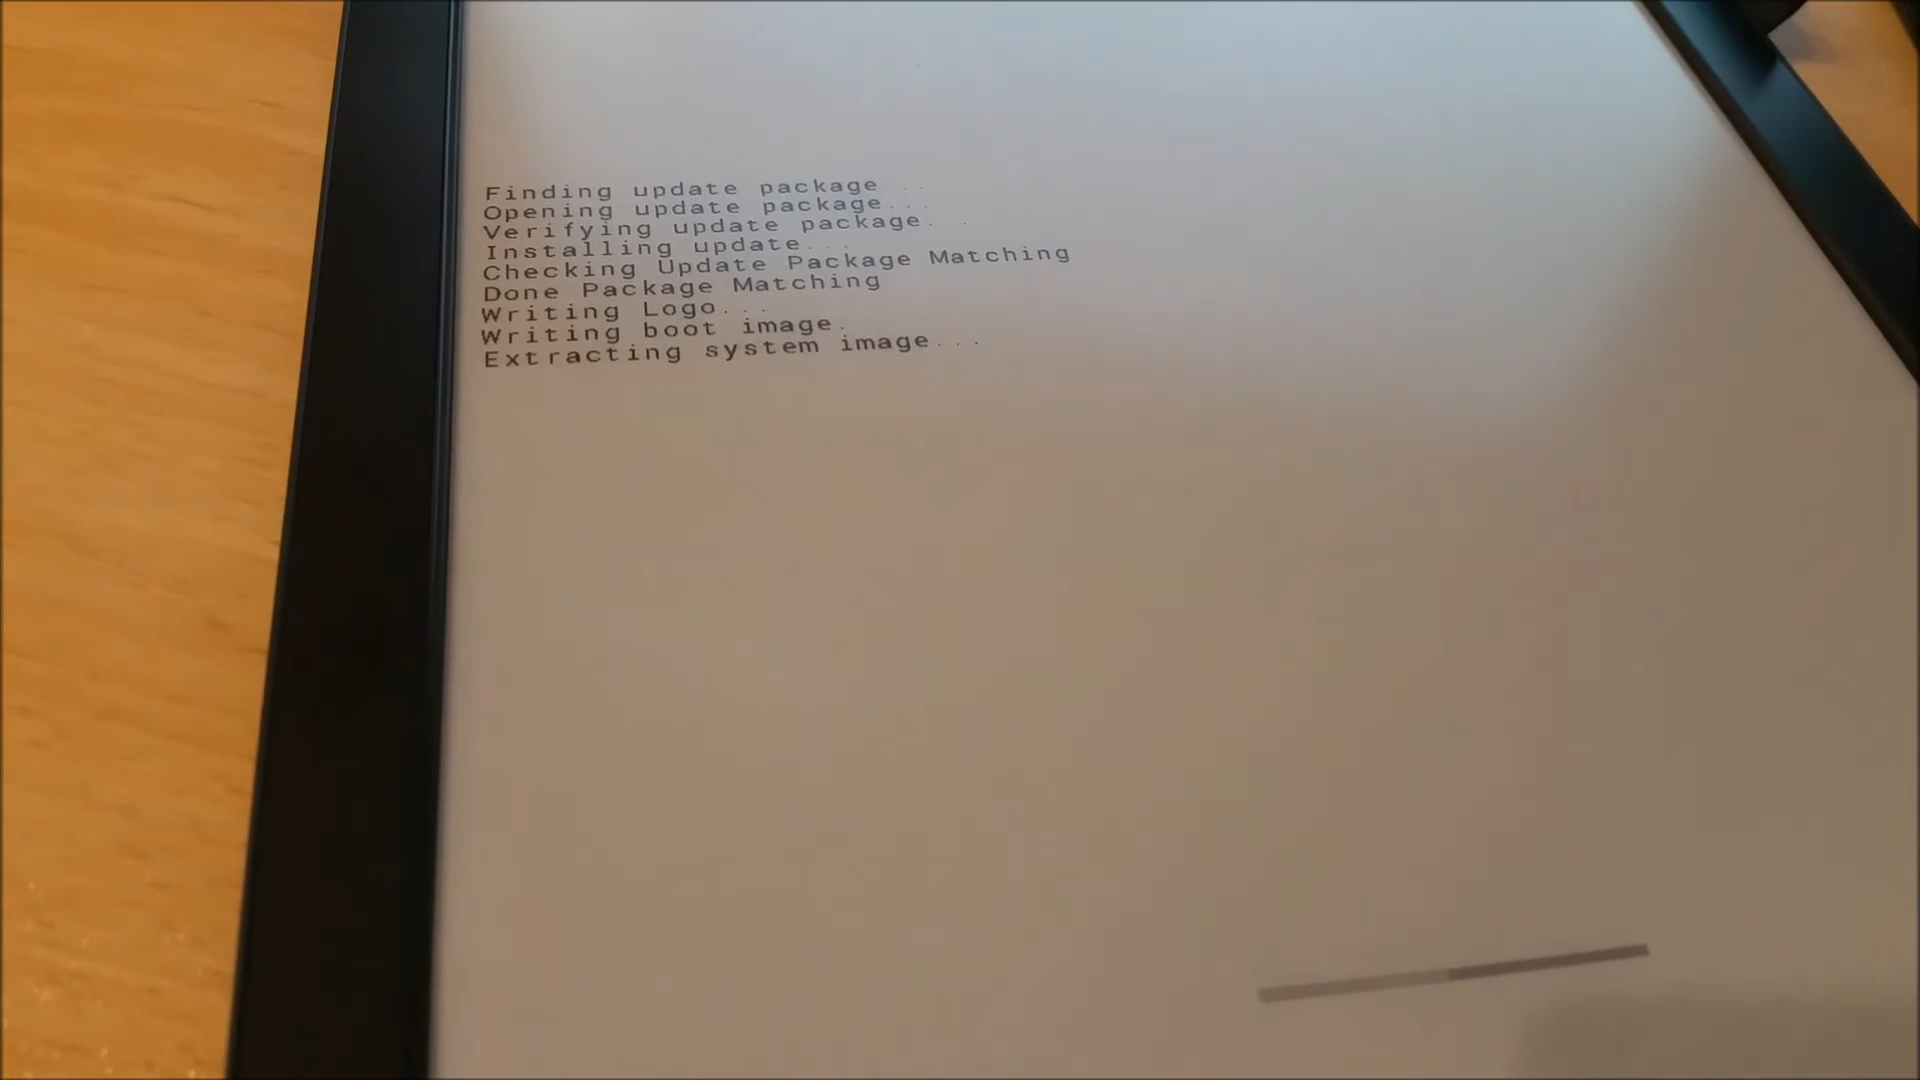 Finding update package...
Opening update package...
Verifying update package...
Installing update...
Checking Update Package Matching
Done Package Matching
Writing Logo...
Writing boot image.
Extracting system image...